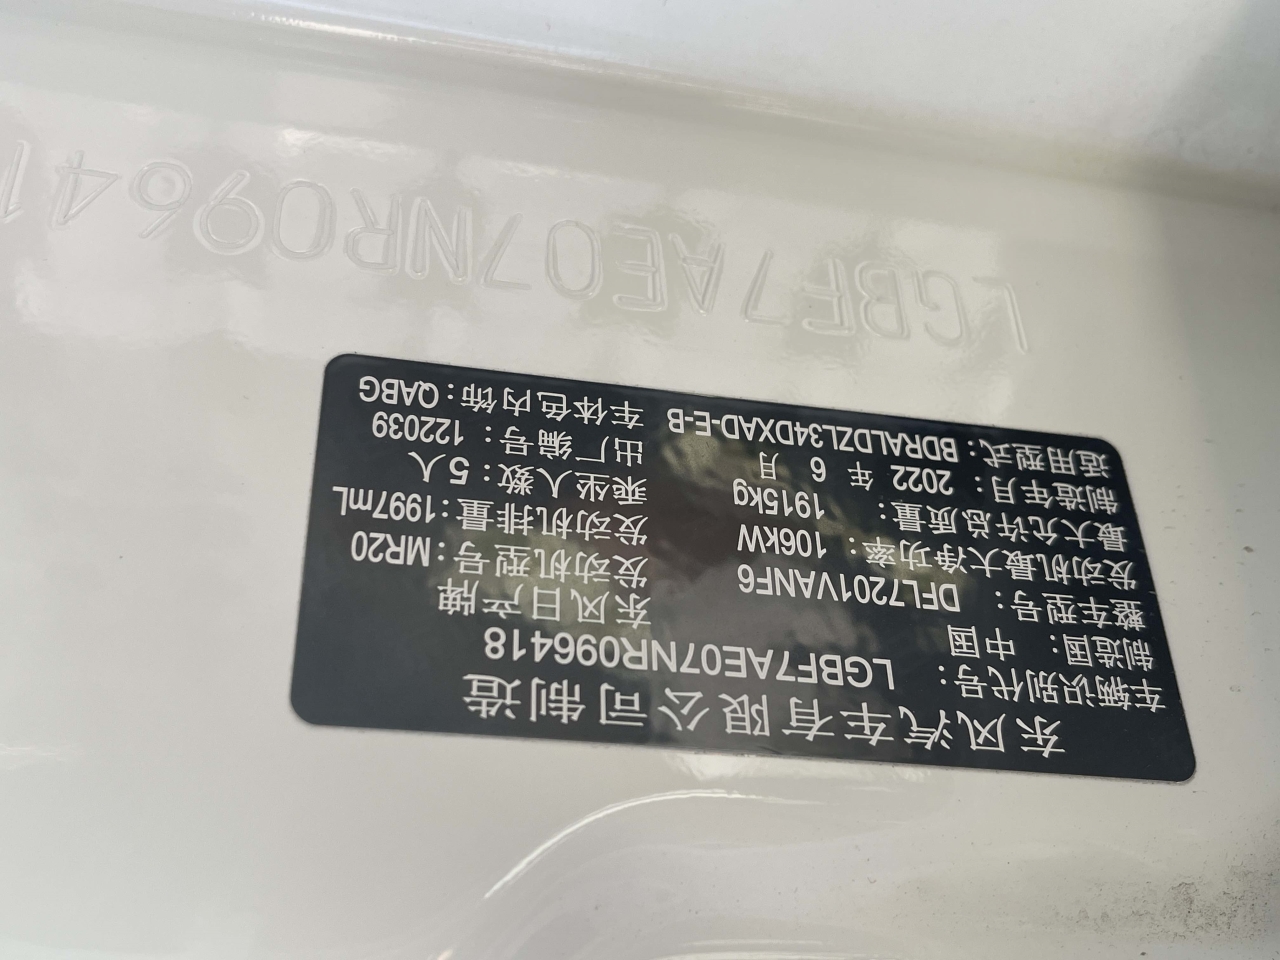 东风汽车有限公司制造
车辆识别代号： LGBF7AE07NR096418
制造国： 中国 东风日产牌
整车型号： DFL7201VANF6 发动机型号：MR20
发动机最大净功率： 106kW 发动机排量：1997mL
最大允许总质量： 1915kg 乘坐人数：5人
制造年月： 2022 年 6 月 出厂编号：122039
适用型式：BDRALDZL34DXAD-E-B 车体色内饰：QABG
LGBF7AE07NR09641